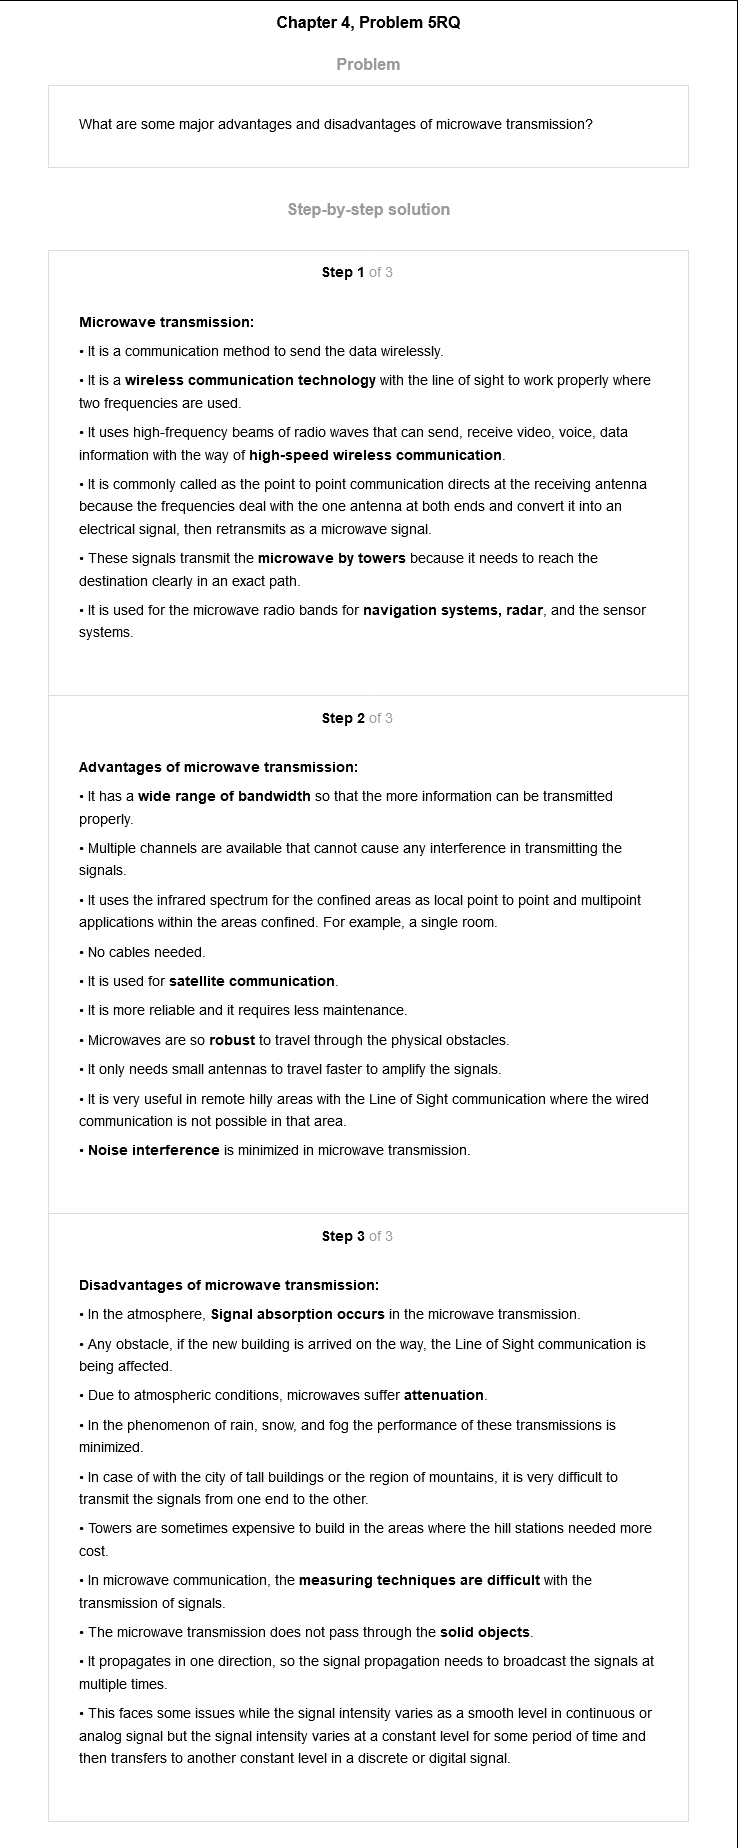 Chapter 4, Problem 5RQ
Problem
What are some major advantages and disadvantages of microwave transmission?
Step-by-step solution
Step 1 of 3
Microwave transmission:
• It is a communication method to send the data wirelessly.
• It is a wireless communication technology with the line of sight to work properly where
two frequencies are used.
• It uses high-frequency beams of radio waves that can send, receive video, voice, data
information with the way of high-speed wireless communication.
• It is commonly called as the point to point communication directs at the receiving antenna
because the frequencies deal with the one antenna at both ends and convert it into an
electrical signal, then retransmits as a microwave signal.
• These signals transmit the microwave by towers because it needs to reach the
destination clearly in an exact path.
• It is used for the microwave radio bands for navigation systems, radar, and the sensor
systems.
Step 2 of 3
Advantages of microwave transmission:
• It has a wide range of bandwidth so that the more information can be transmitted
properly.
• Multiple channels are available that cannot cause any interference in transmitting the
signals.
• It uses the infrared spectrum for the confined areas as local point to point and multipoint
applications within the areas confined. For example, a single room.
• No cables needed.
• It is used for satellite communication.
• It is more reliable and it requires less maintenance.
• Microwaves are so robust to travel through the physical obstacles.
• It only needs small antennas to travel faster to amplify the signals.
• It is very useful in remote hilly areas with the Line of Sight communication where the wired
communication is not possible in that area.
• Noise interference is minimized in microwave transmission.
Step 3 of 3
Disadvantages of microwave transmission:
• In the atmosphere, Signal absorption occurs in the microwave transmission.
• Any obstacle, if the new building is arrived on the way, the Line of Sight communication is
being affected.
• Due to atmospheric conditions, microwaves suffer attenuation.
• In the phenomenon of rain, snow, and fog the performance of these transmissions is
minimized.
• In case of with the city of tall buildings or the region of mountains, it is very difficult to
transmit the signals from one end to the other.
• Towers are sometimes expensive to build in the areas where the hill stations needed more
cost.
• In microwave communication, the measuring techniques are difficult with the
transmission of signals.
• The microwave transmission does not pass through the solid objects.
• It propagates in one direction, so the signal propagation needs to broadcast the signals at
multiple times.
• This faces some issues while the signal intensity varies as a smooth level in continuous or
analog signal but the signal intensity varies at a constant level for some period of time and
then transfers to another constant level in a discrete or digital signal.